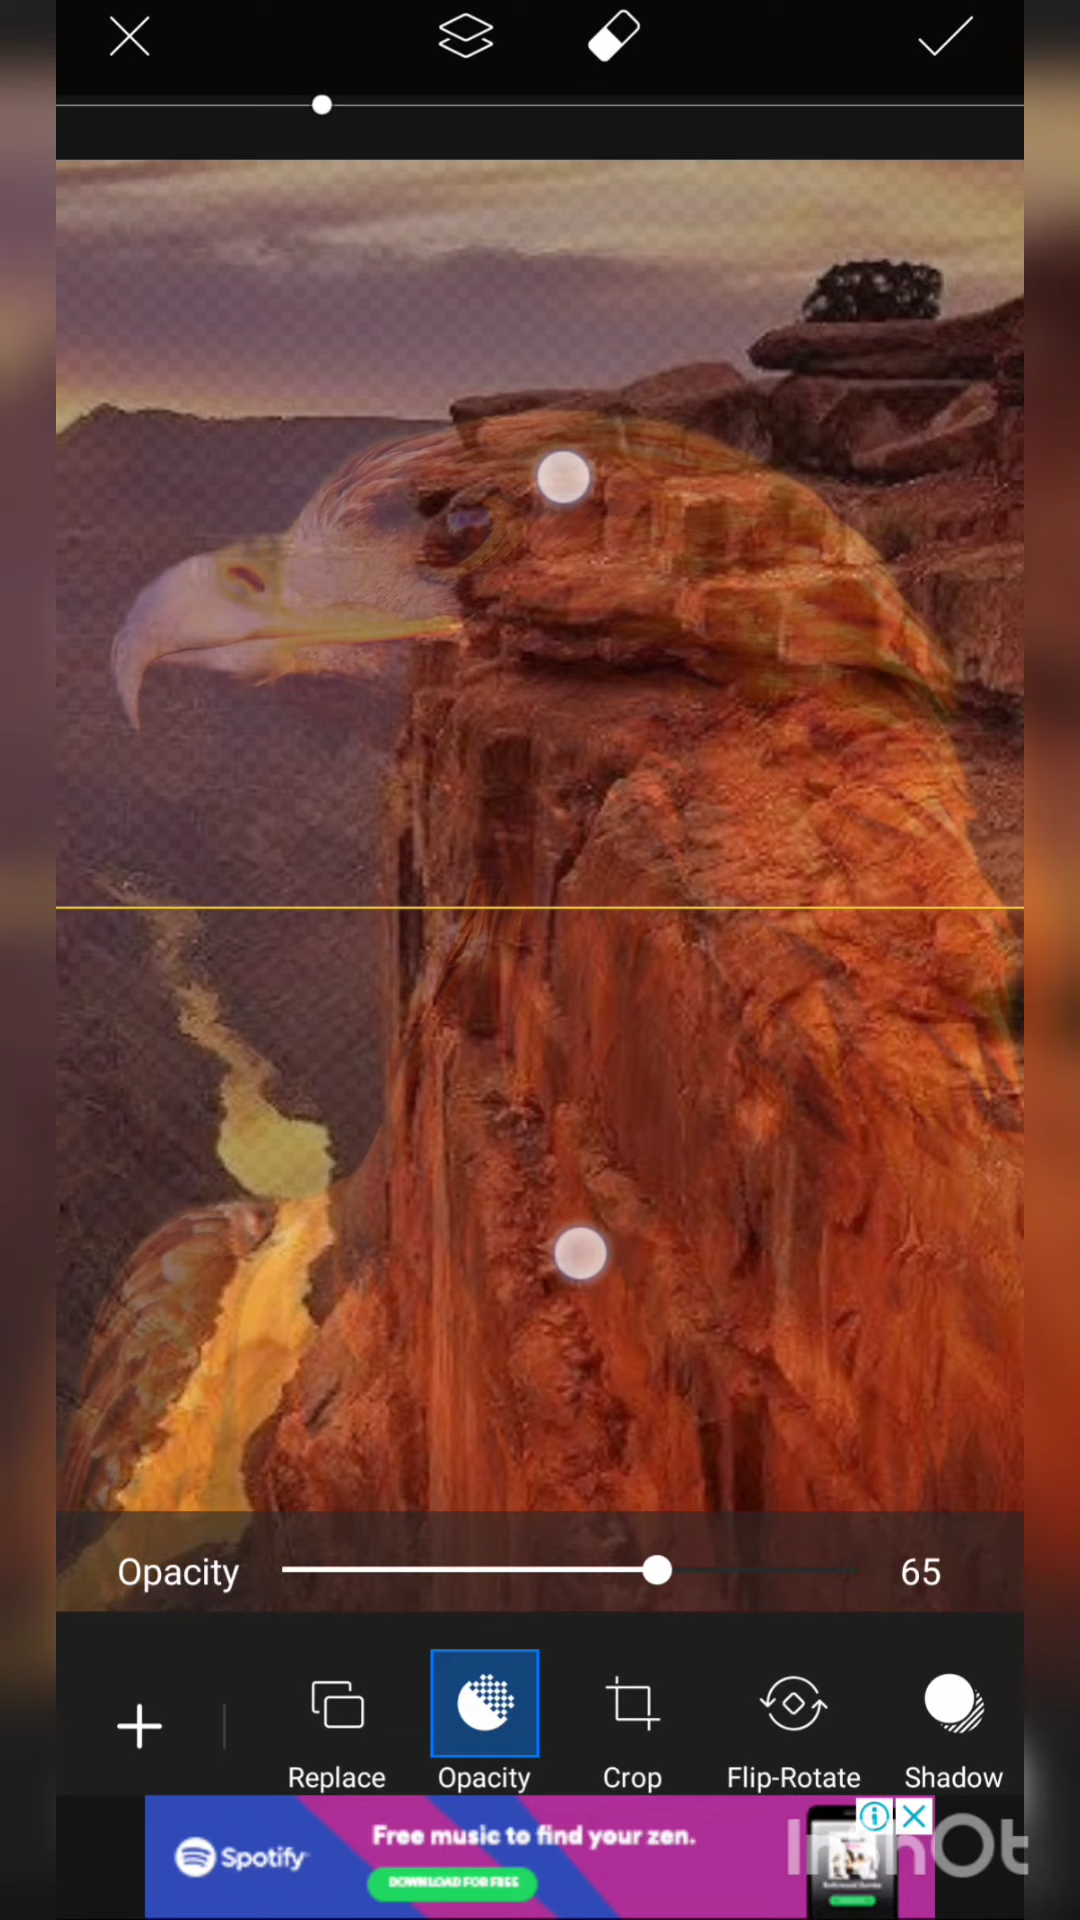 Opacity 65
Replace Opacity Crop Flip-Rotate Shadow
Free music to find your zen.
Spotify
DOWNLOAD FOR FREE